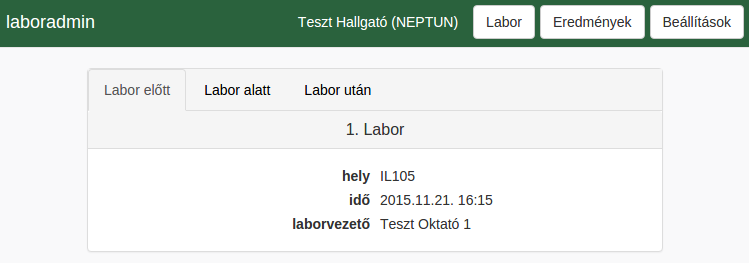 laboradmin Teszt Hallgató (NEPTUN) Labor Eredmények Beállítások
Labor előtt Labor alatt Labor után
1. Labor
hely IL105
idő 2015.11.21. 16:15
laborvezető Teszt Oktató 1